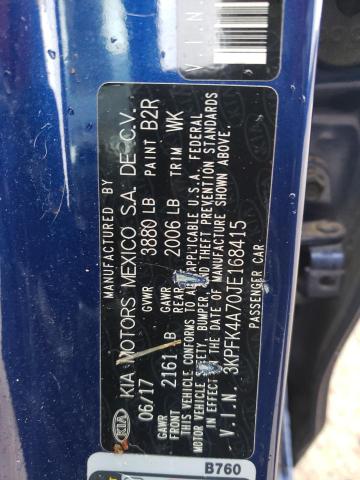 V.I.N
MANUFACTURED BY
KIA KIA MOTORS MEXICO S.A. DE C.V.
06/17 GVWR 3880 LB PAINT B2R
GAWR FRONT 2161 LB GAWR REAR 2006 LB TRIM WK
THIS VEHICLE CONFORMS TO ALL APPLICABLE U.S.A. FEDERAL
MOTOR VEHICLE SAFETY, BUMPER, AND THEFT PREVENTION STANDARDS
IN EFFECT ON THE DATE OF MANUFACTURE SHOWN ABOVE.
V.I.N. 3KPFK4A70JE168415
PASSENGER CAR
B760